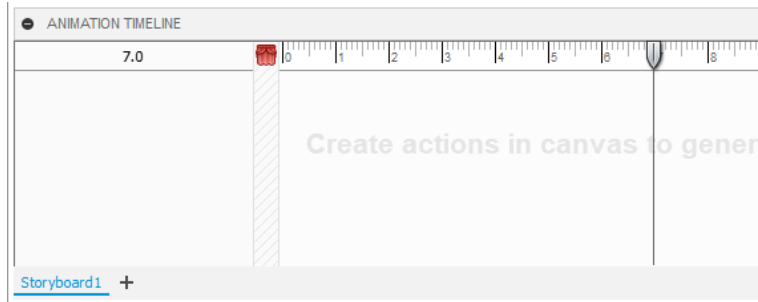 ANIMATION TIMELINE
7.0 0 1 2 3 4 5 6 8
Create actions in canvas to gener
Storyboard1 +